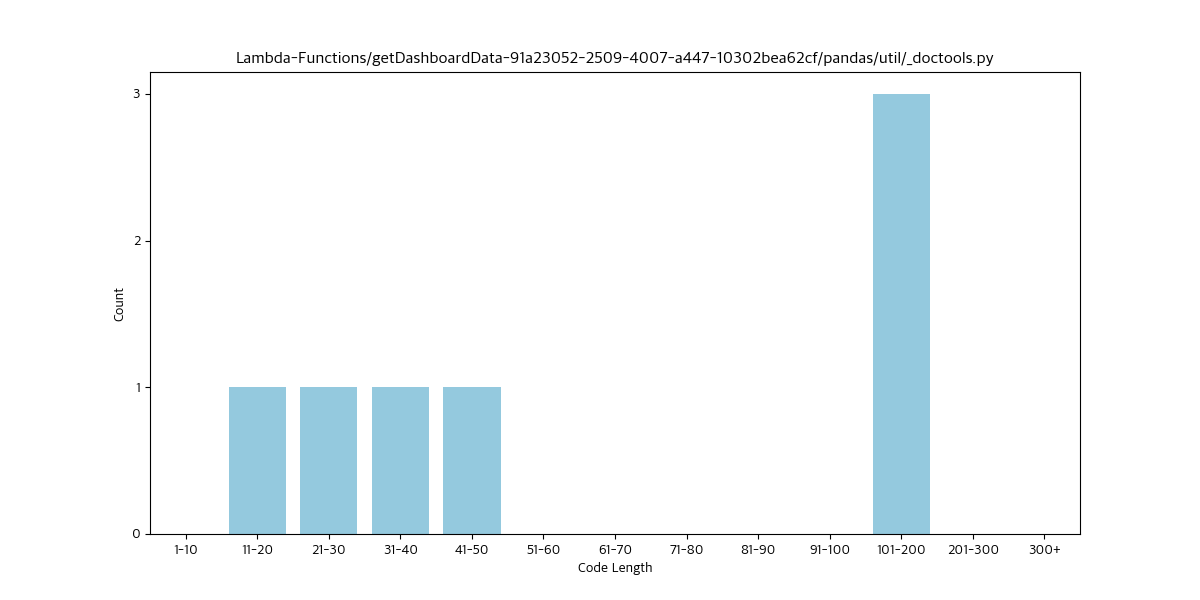 Lambda-Functions/getDashboardData-91a23052-2509-4007-a447-10302bea62cf/pandas/util/_doctools.py
3
2
1
0
Count
1-10 11-20 21-30 31-40 41-50 51-60 61-70 71-80 81-90 91-100 101-200 201-300 300+
Code Length